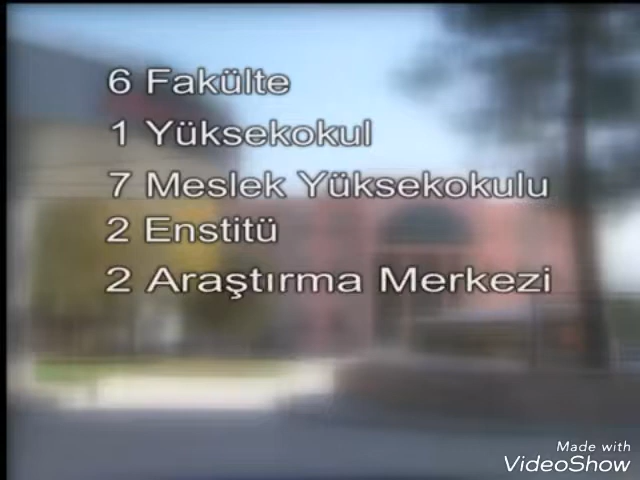 6 Fakülte
1 Yüksekokul
7 Meslek Yüksekokulu
2 Enstitü
2 Araştırma Merkezi
Made with
VideoShow